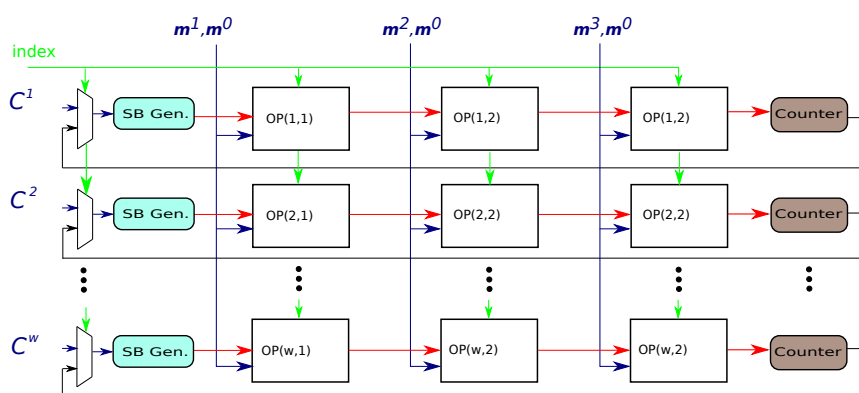 m¹,m⁰ m²,m⁰ m³,m⁰
index
C¹ SB Gen. OP(1,1) OP(1,2) OP(1,2) Counter
C² SB Gen. OP(2,1) OP(2,2) OP(2,2) Counter
Cʷ SB Gen. OP(w,1) OP(w,2) OP(w,2) Counter